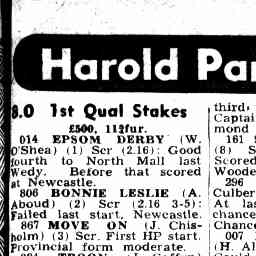 Harold Par
8.0 1st Qual Stakes
£500, 11½fur.
014 EPSOM DERBY (W.
O'Shea) (1) Scr (2.16): Good
fourth to North Mall last
Wedy. Before that scored
at Newcastle.
806 BONNIE LESLIE (A.
Aboud) (2) Scr (2.16 3-5):
Failed last start, Newcastle.
867 MOVE ON (J. Chis-
holm) (3) Scr. First HP start.
Provincial form moderate.
third.
Captai
mond
161
(8) S
Scored
Woode
296
Culber
At las
chance
Chance
007
(H. Al